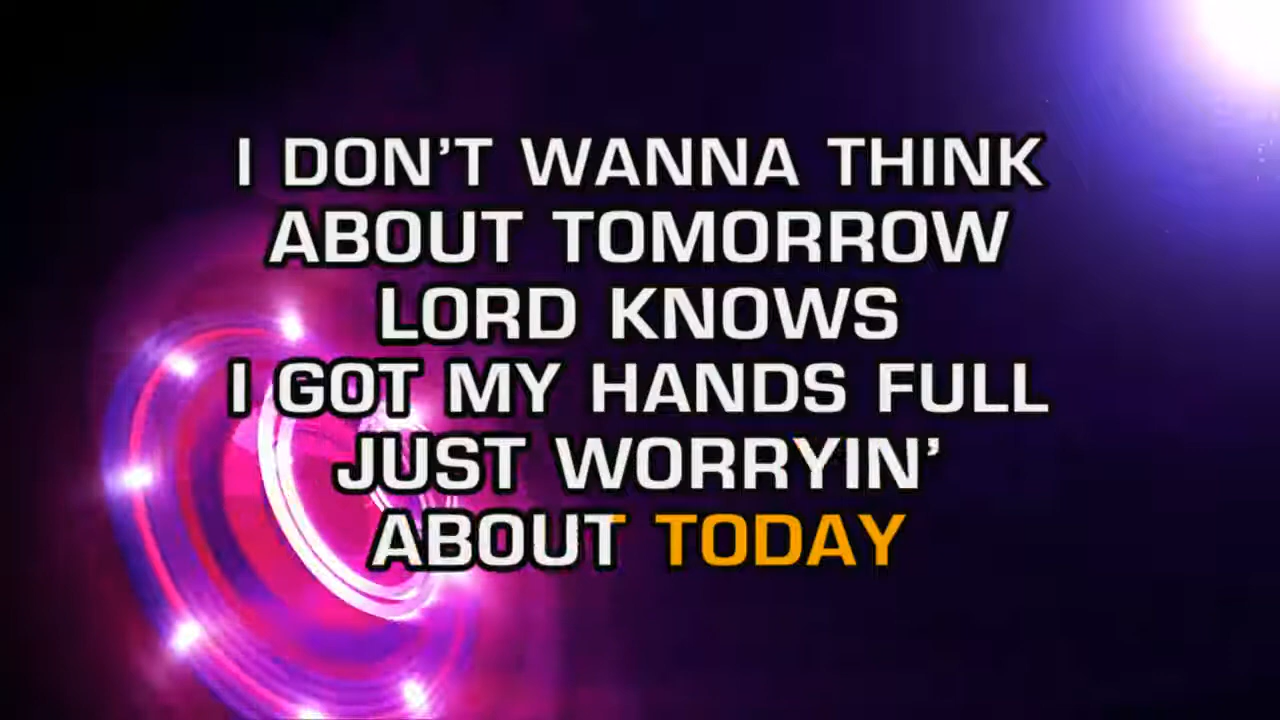 I DON'T WANNA THINK
ABOUT TOMORROW
LORD KNOWS
I GOT MY HANDS FULL
JUST WORRYIN'
ABOUT TODAY